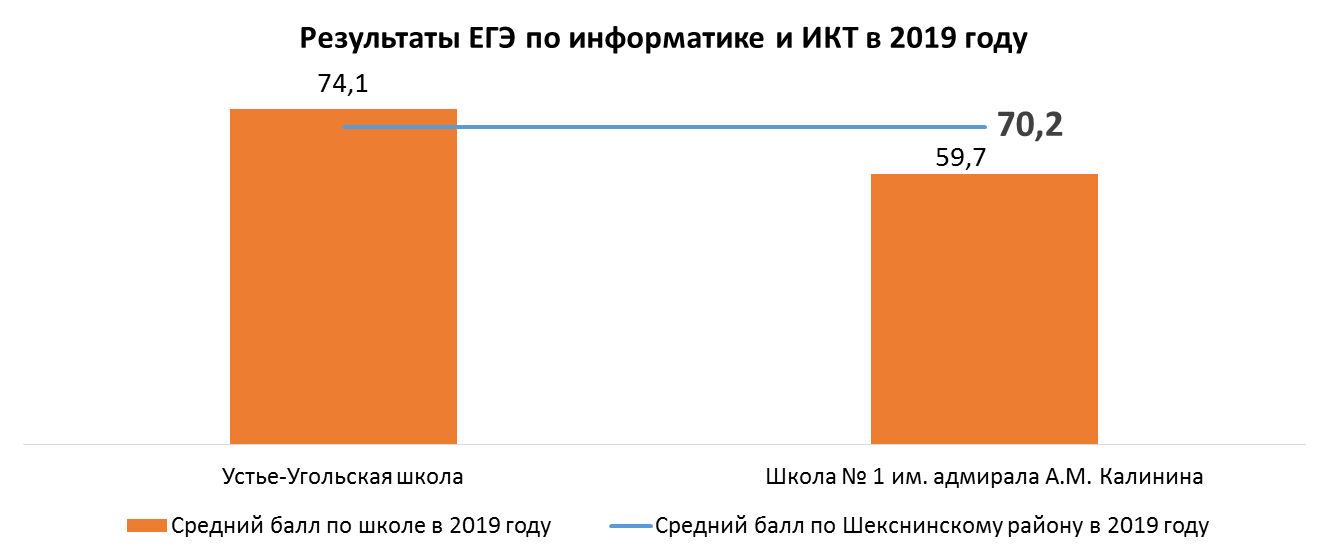 Результаты ЕГЭ по информатике и ИКТ в 2019 году
74,1
70,2
59,7
Устье-Угольская школа
Школа № 1 им. адмирала А.М. Калинина
Средний балл по школе в 2019 году
Средний балл по Шекснинскому району в 2019 году